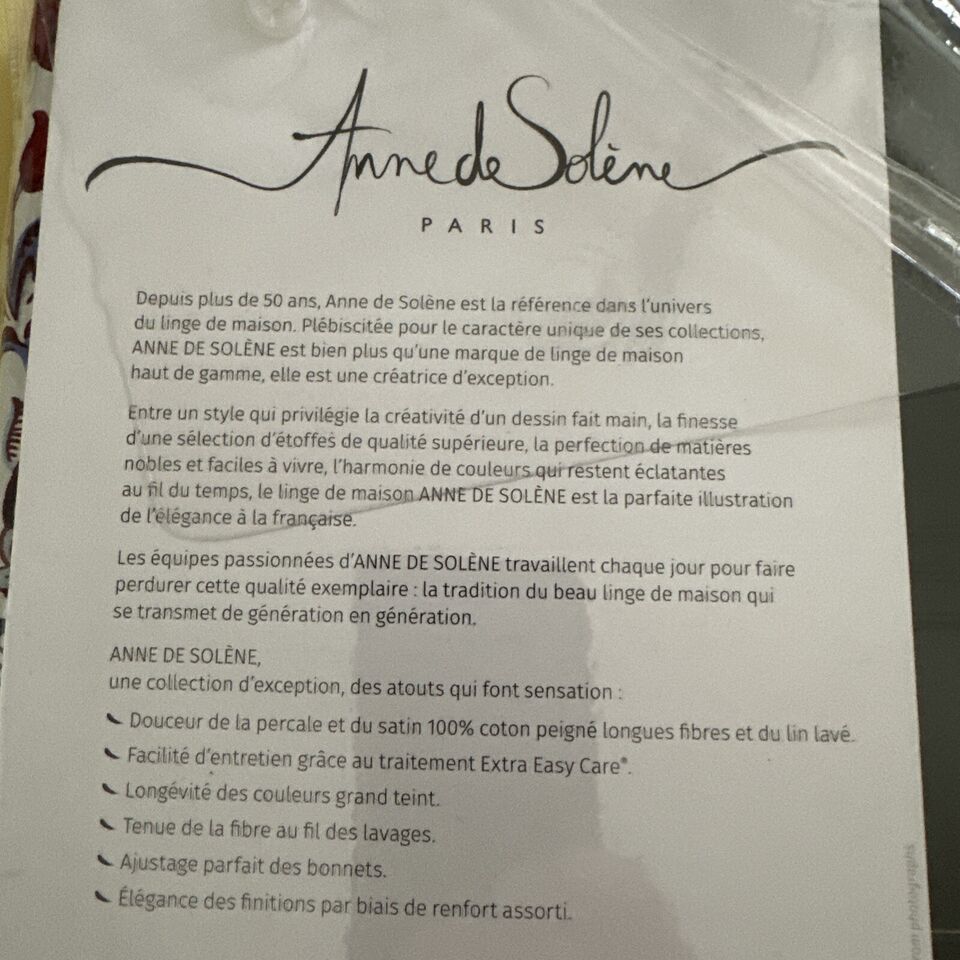 Anne de Solène
PARIS
Depuis plus de 50 ans, Anne de Solène est la référence dans l'univers
du linge de maison. Plébiscitée pour le caractère unique de ses collections,
ANNE DE SOLÈNE est bien plus qu'une marque de linge de maison
haut de gamme, elle est une créatrice d'exception.
Entre un style qui privilégie la créativité d'un dessin fait main, la finesse
d'une sélection d'étoffes de qualité supérieure, la perfection de matières
nobles et faciles à vivre, l'harmonie de couleurs qui restent éclatantes
au fil du temps, le linge de maison ANNE DE SOLÈNE est la parfaite illustration
de l'élégance à la française.
Les équipes passionnées d'ANNE DE SOLÈNE travaillent chaque jour pour faire
perdurer cette qualité exemplaire : la tradition du beau linge de maison qui
se transmet de génération en génération.
ANNE DE SOLÈNE,
une collection d'exception, des atouts qui font sensation :
Douceur de la percale et du satin 100% coton peigné longues fibres et du lin lavé.
Facilité d'entretien grâce au traitement Extra Easy Care®.
Longévité des couleurs grand teint.
Tenue de la fibre au fil des lavages.
Ajustage parfait des bonnets.
Élégance des finitions par biais de renfort assorti.
photographs